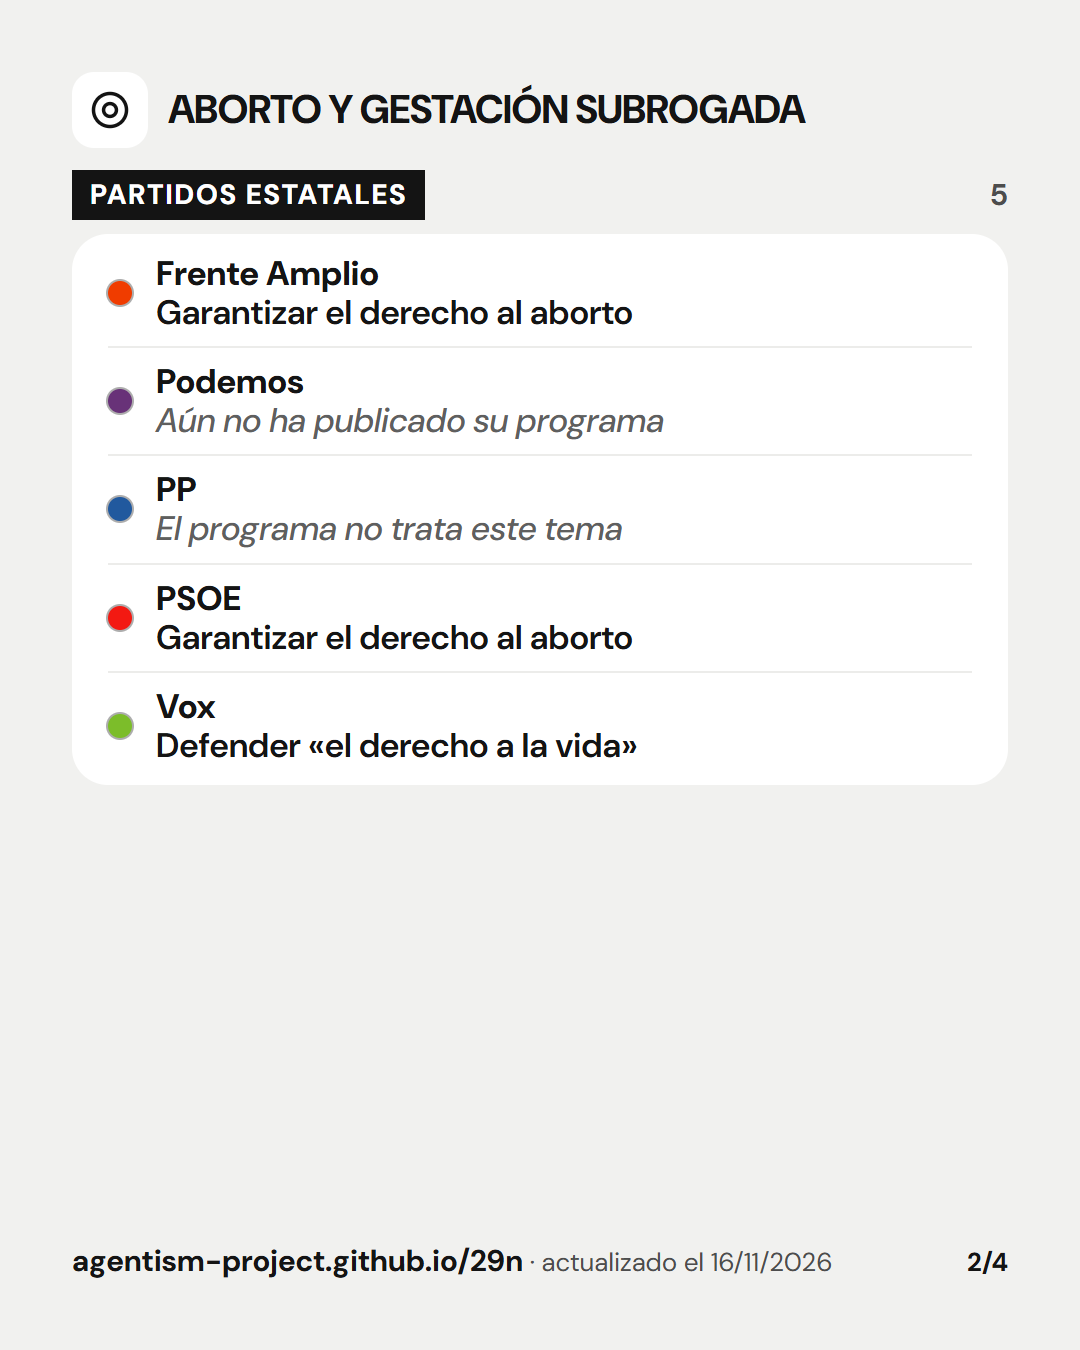 ABORTO Y GESTACIÓN SUBROGADA
PARTIDOS ESTATALES
5
Frente Amplio
Garantizar el derecho al aborto
Podemos
Aún no ha publicado su programa
PP
El programa no trata este tema
PSOE
Garantizar el derecho al aborto
Vox
Defender «el derecho a la vida»
agentism-project.github.io/29n · actualizado el 16/11/2026
2/4